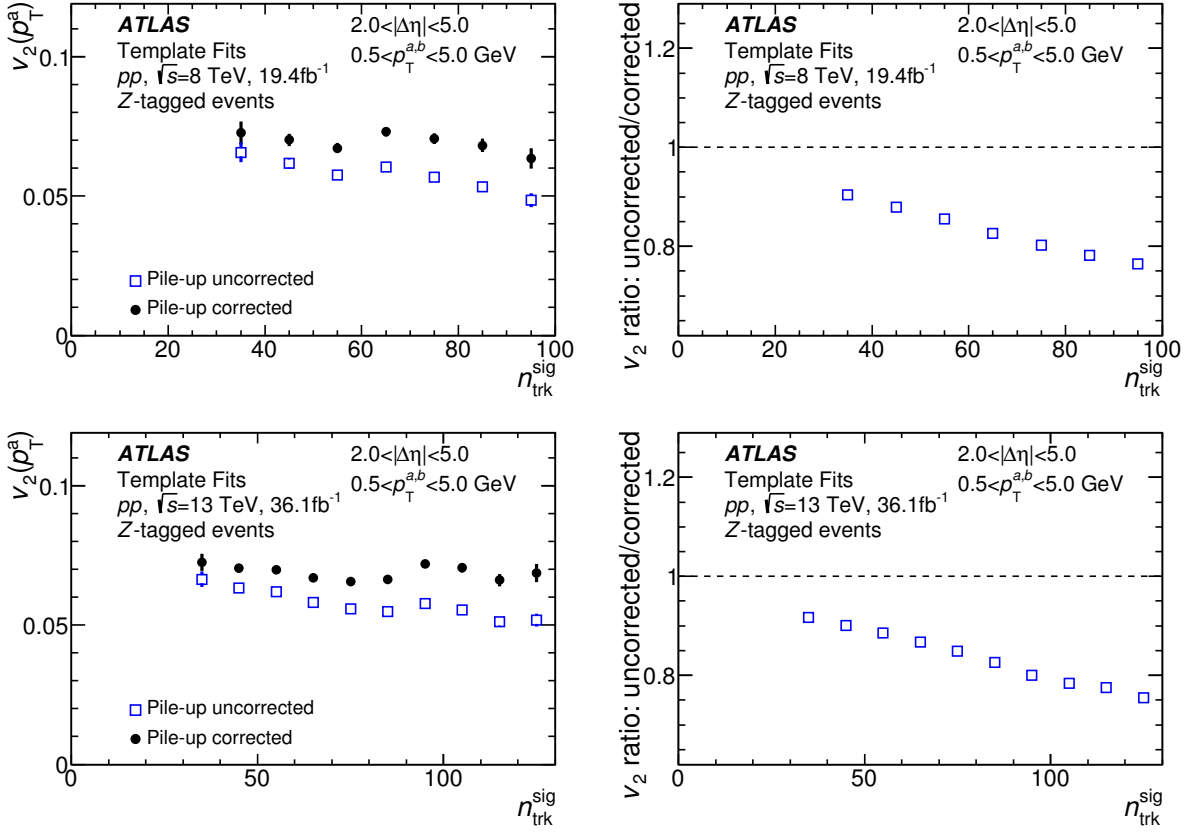 v₂(pᵀᵃ)
0.1
0.05
0
ATLAS
Template Fits
pp, √s=8 TeV, 19.4fb⁻¹
Z-tagged events
2.0<|Δη|<5.0
0.5<p_T^{a,b}<5.0 GeV
Pile-up uncorrected
Pile-up corrected
0 20 40 60 80 100
n_trk^sig
v₂ ratio: uncorrected/corrected
1.2
1
0.8
ATLAS
Template Fits
pp, √s=8 TeV, 19.4fb⁻¹
Z-tagged events
2.0<|Δη|<5.0
0.5<p_T^{a,b}<5.0 GeV
0 20 40 60 80 100
n_trk^sig
v₂(pᵀᵃ)
0.1
0.05
0
ATLAS
Template Fits
pp, √s=13 TeV, 36.1fb⁻¹
Z-tagged events
2.0<|Δη|<5.0
0.5<p_T^{a,b}<5.0 GeV
Pile-up uncorrected
Pile-up corrected
0 50 100
n_trk^sig
v₂ ratio: uncorrected/corrected
1.2
1
0.8
ATLAS
Template Fits
pp, √s=13 TeV, 36.1fb⁻¹
Z-tagged events
2.0<|Δη|<5.0
0.5<p_T^{a,b}<5.0 GeV
0 50 100
n_trk^sig